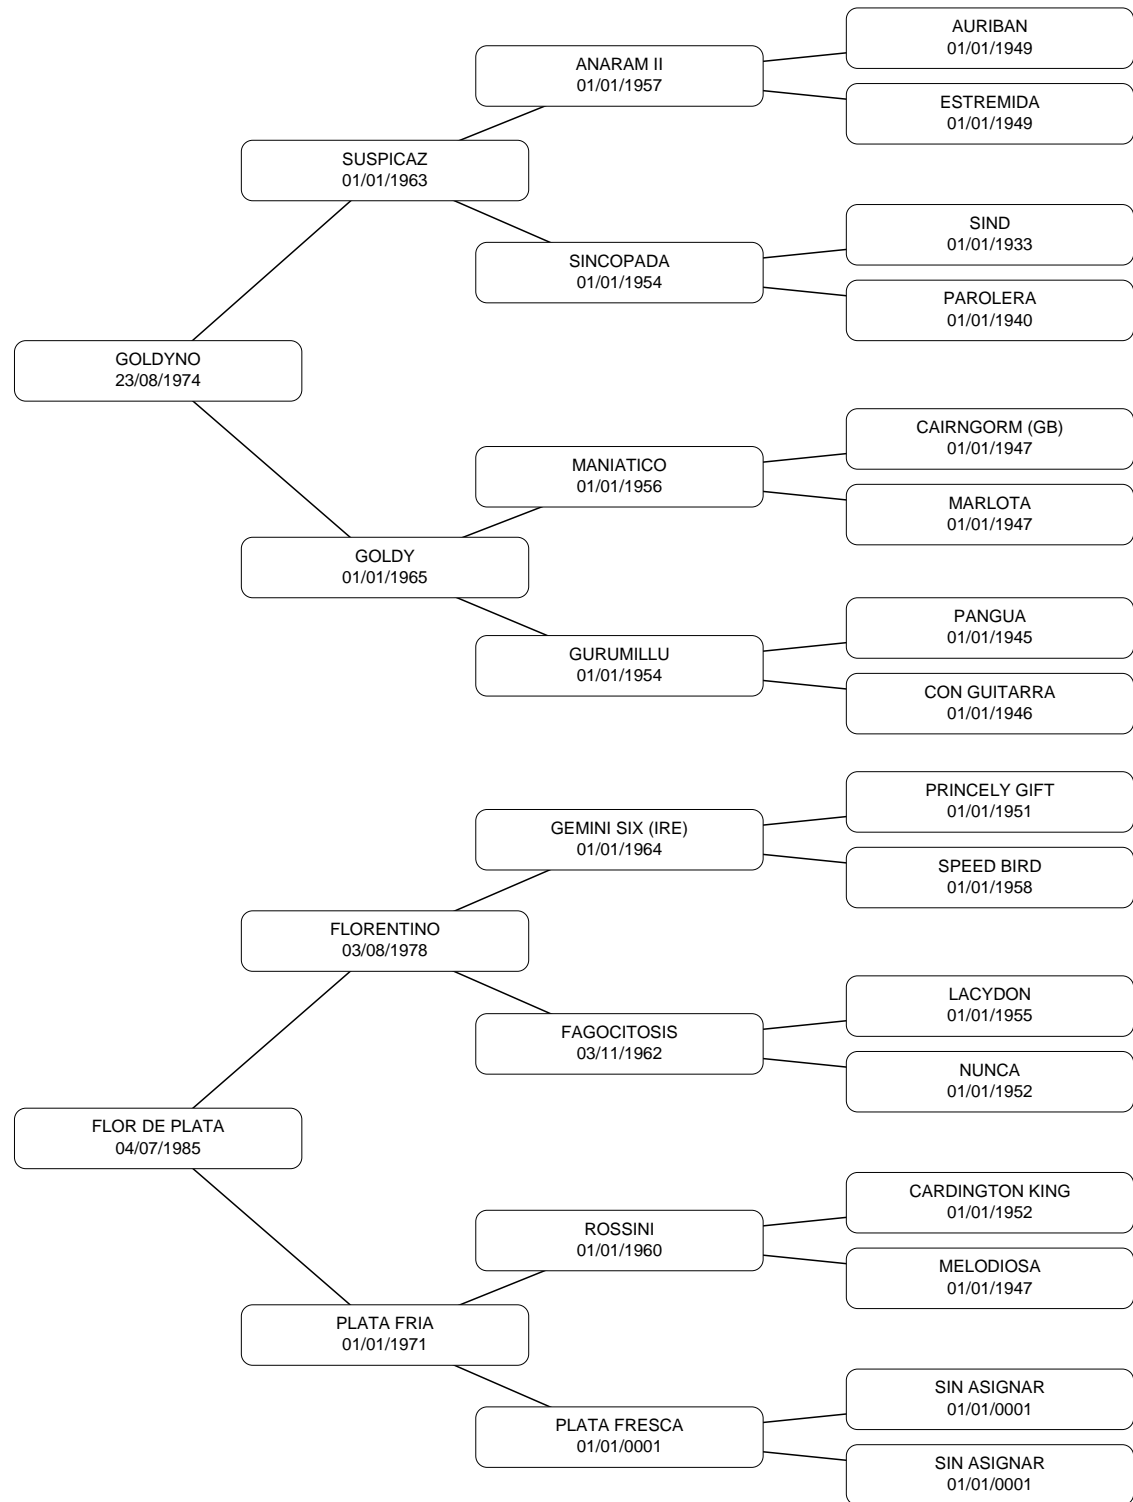 AURIBAN
01/01/1949
ANARAM II
01/01/1957
ESTREMIDA
01/01/1949
SUSPICAZ
01/01/1963
SIND
01/01/1933
SINCOPADA
01/01/1954
PAROLERA
01/01/1940
GOLDYNO
23/08/1974
CAIRNGORM (GB)
01/01/1947
MANIATICO
01/01/1956
MARLOTA
01/01/1947
GOLDY
01/01/1965
PANGUA
01/01/1945
GURUMILLU
01/01/1954
CON GUITARRA
01/01/1946
PRINCELY GIFT
01/01/1951
GEMINI SIX (IRE)
01/01/1964
SPEED BIRD
01/01/1958
FLORENTINO
03/08/1978
LACYDON
01/01/1955
FAGOCITOSIS
03/11/1962
NUNCA
01/01/1952
FLOR DE PLATA
04/07/1985
CARDINGTON KING
01/01/1952
ROSSINI
01/01/1960
MELODIOSA
01/01/1947
PLATA FRIA
01/01/1971
SIN ASIGNAR
01/01/0001
PLATA FRESCA
01/01/0001
SIN ASIGNAR
01/01/0001